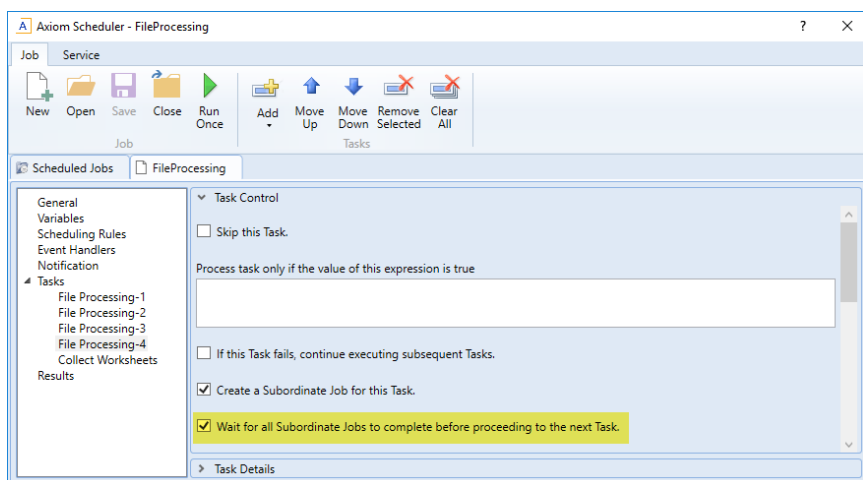 A Axiom Scheduler - FileProcessing
?
Job Service
New Open Save Close Run Once
Add Move Up Move Down Remove Selected Clear All
Job Tasks
Scheduled Jobs FileProcessing
General
Variables
Scheduling Rules
Event Handlers
Notification
Tasks
File Processing-1
File Processing-2
File Processing-3
File Processing-4
Collect Worksheets
Results
Task Control
Skip this Task.
Process task only if the value of this expression is true
If this Task fails, continue executing subsequent Tasks.
Create a Subordinate Job for this Task.
Wait for all Subordinate Jobs to complete before proceeding to the next Task.
Task Details